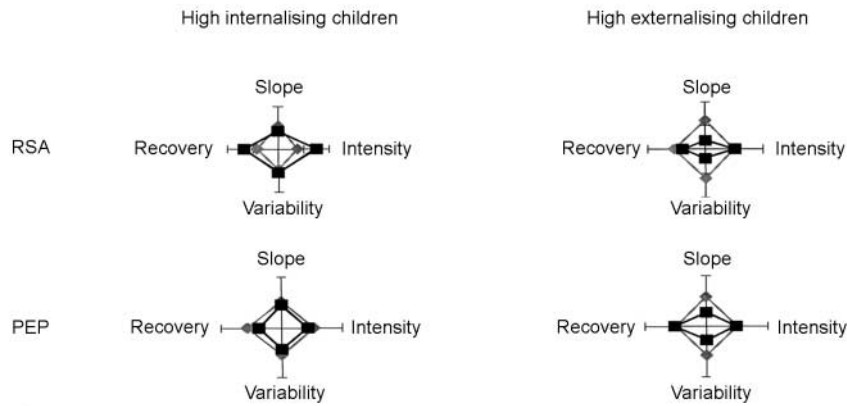 High internalising children
High externalising children
Slope
Slope
RSA
Recovery
Intensity
Recovery
Intensity
Variability
Variability
Slope
Slope
PEP
Recovery
Intensity
Recovery
Intensity
Variability
Variability